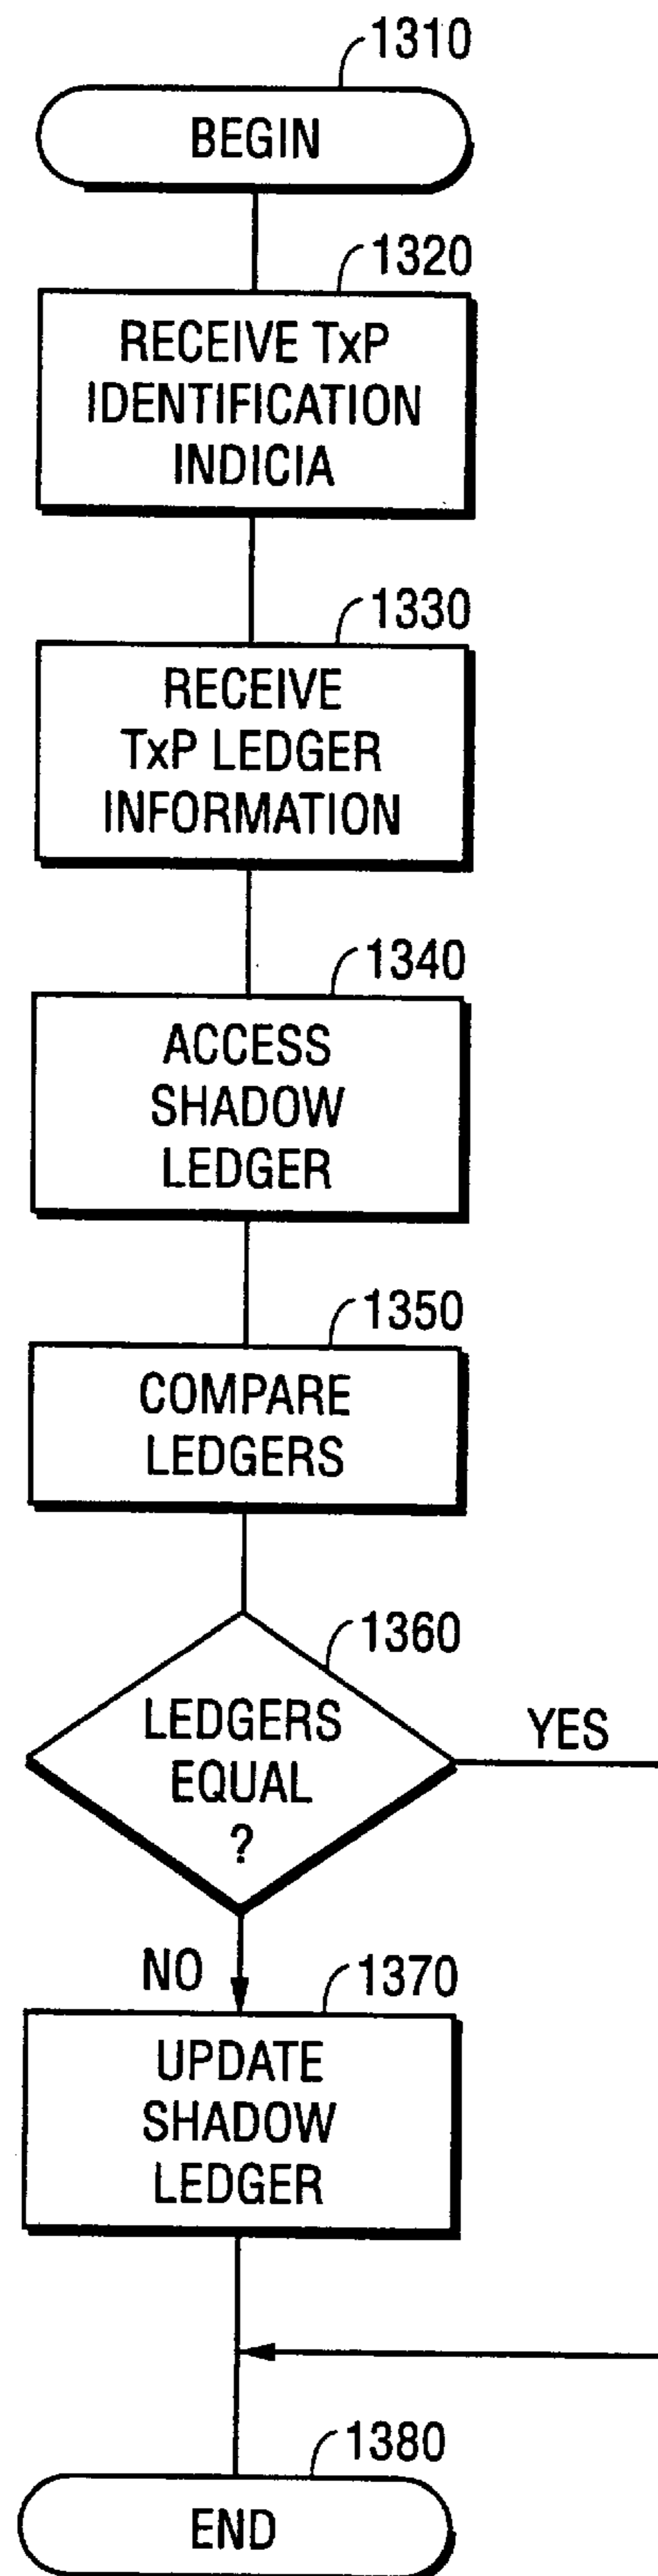 1310
BEGIN
1320
RECEIVE TxP
IDENTIFICATION
INDICIA
1330
RECEIVE
TxP LEDGER
INFORMATION
1340
ACCESS
SHADOW
LEDGER
1350
COMPARE
LEDGERS
1360
LEDGERS
EQUAL
?
YES
NO
1370
UPDATE
SHADOW
LEDGER
1380
END